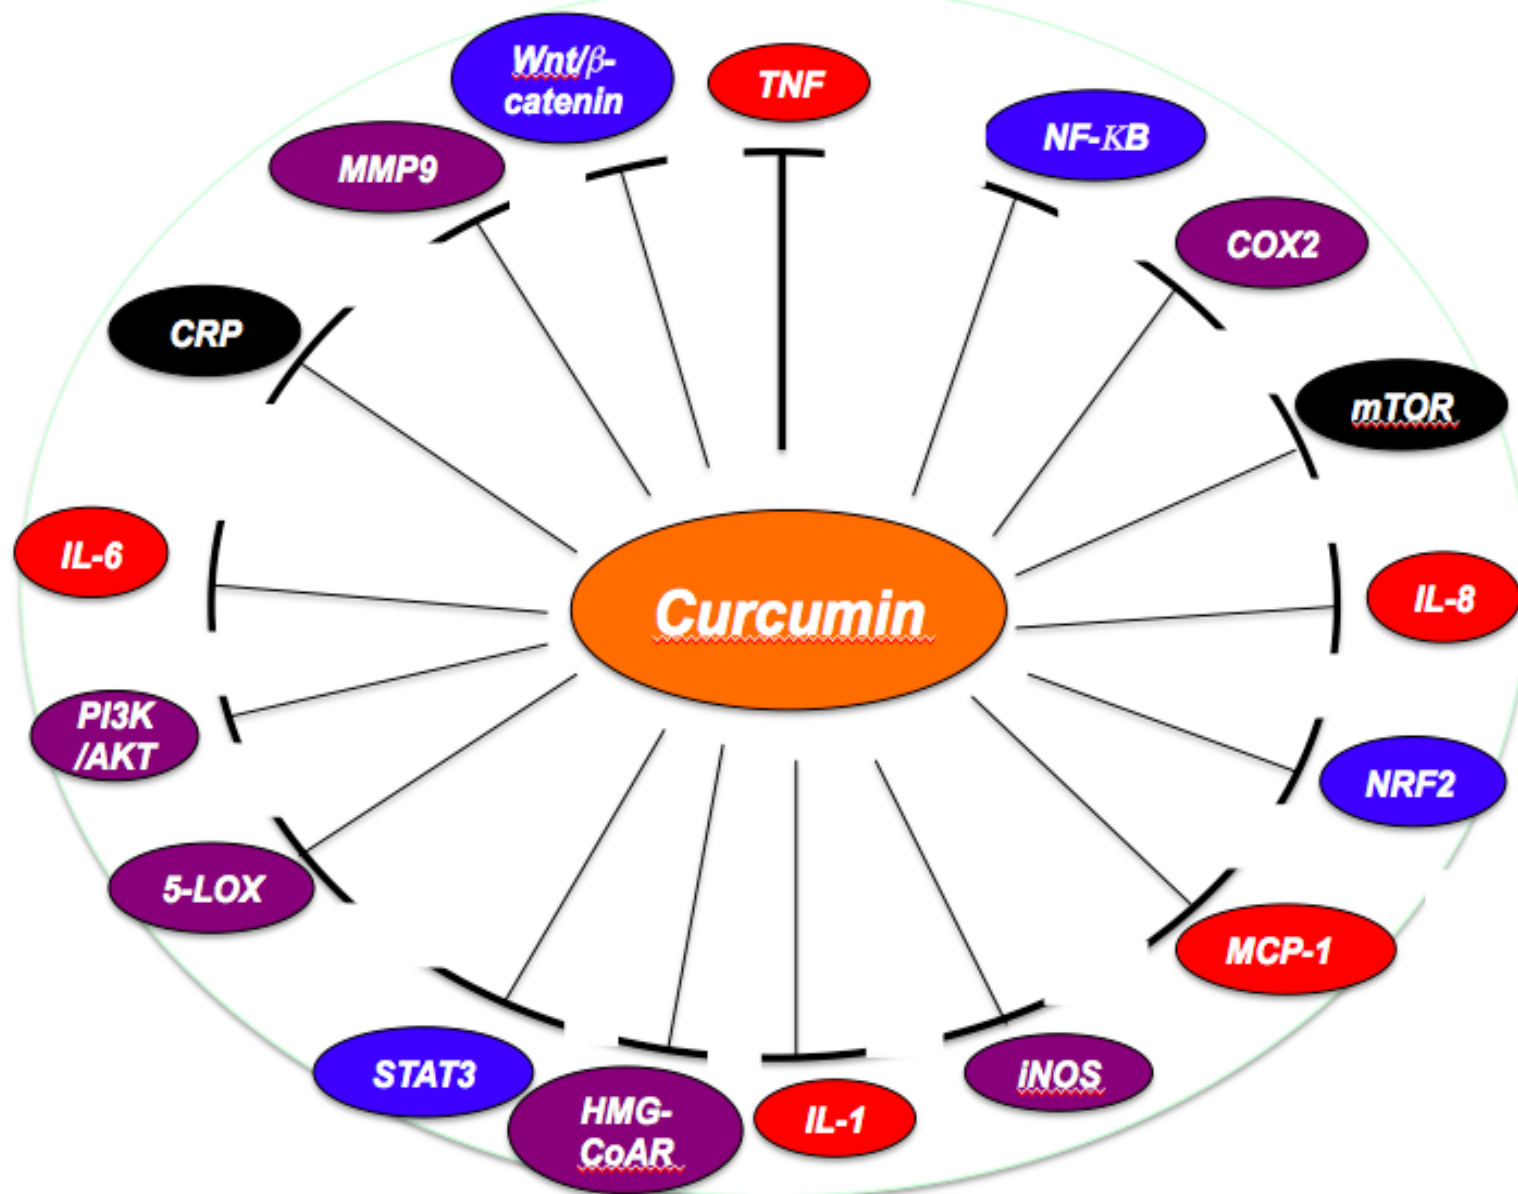 Wnt/β-
catenin
TNF
NF-KB
MMP9
COX2
CRP
mTOR
IL-6
Curcumin
IL-8
PI3K
/AKT
NRF2
5-LOX
MCP-1
STAT3
HMG-
CoAR
IL-1
iNOS